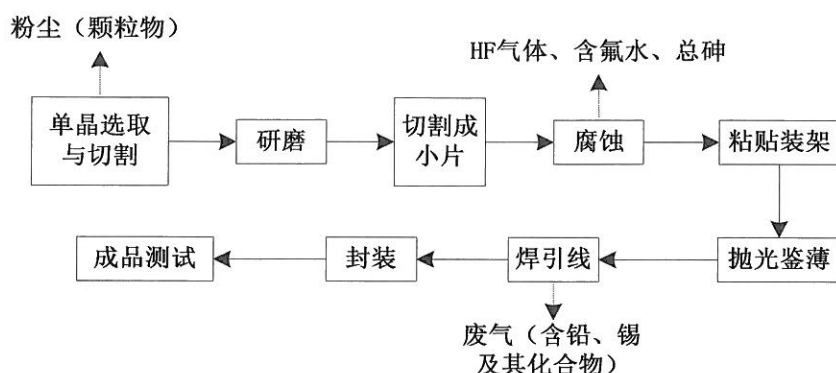 粉尘（颗粒物）
HF气体、含氟水、总砷
单晶选取
与切割
研磨
切割成
小片
腐蚀
粘贴装架
成品测试
封装
焊引线
抛光鉴薄
废气（含铅、锡
及其化合物）